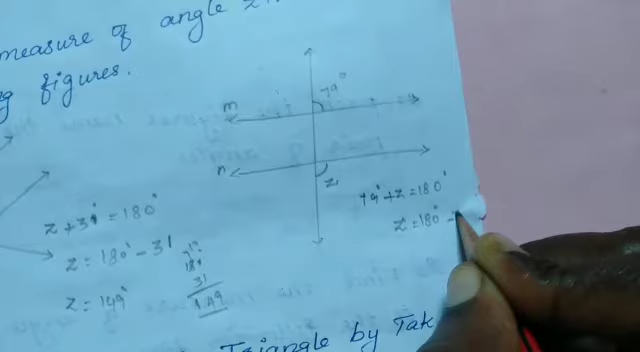 measure of angle z
figures.
79°
m
n
z
z + 31° = 180°
z = 180° - 31
z = 149°
180
31
149
79° + z = 180°
z = 180° -
Triangle by Tak